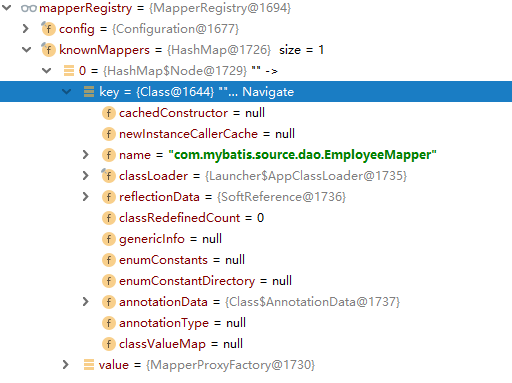 mapperRegistry = {MapperRegistry@1694}
config = {Configuration@1677}
knownMappers = {HashMap@1726} size = 1
0 = {HashMap$Node@1729} "" ->
key = {Class@1644} ""... Navigate
cachedConstructor = null
newInstanceCallerCache = null
name = "com.mybatis.source.dao.EmployeeMapper"
classLoader = {Launcher$AppClassLoader@1735}
reflectionData = {SoftReference@1736}
classRedefinedCount = 0
genericInfo = null
enumConstants = null
enumConstantDirectory = null
annotationData = {Class$AnnotationData@1737}
annotationType = null
classValueMap = null
value = {MapperProxyFactory@1730}